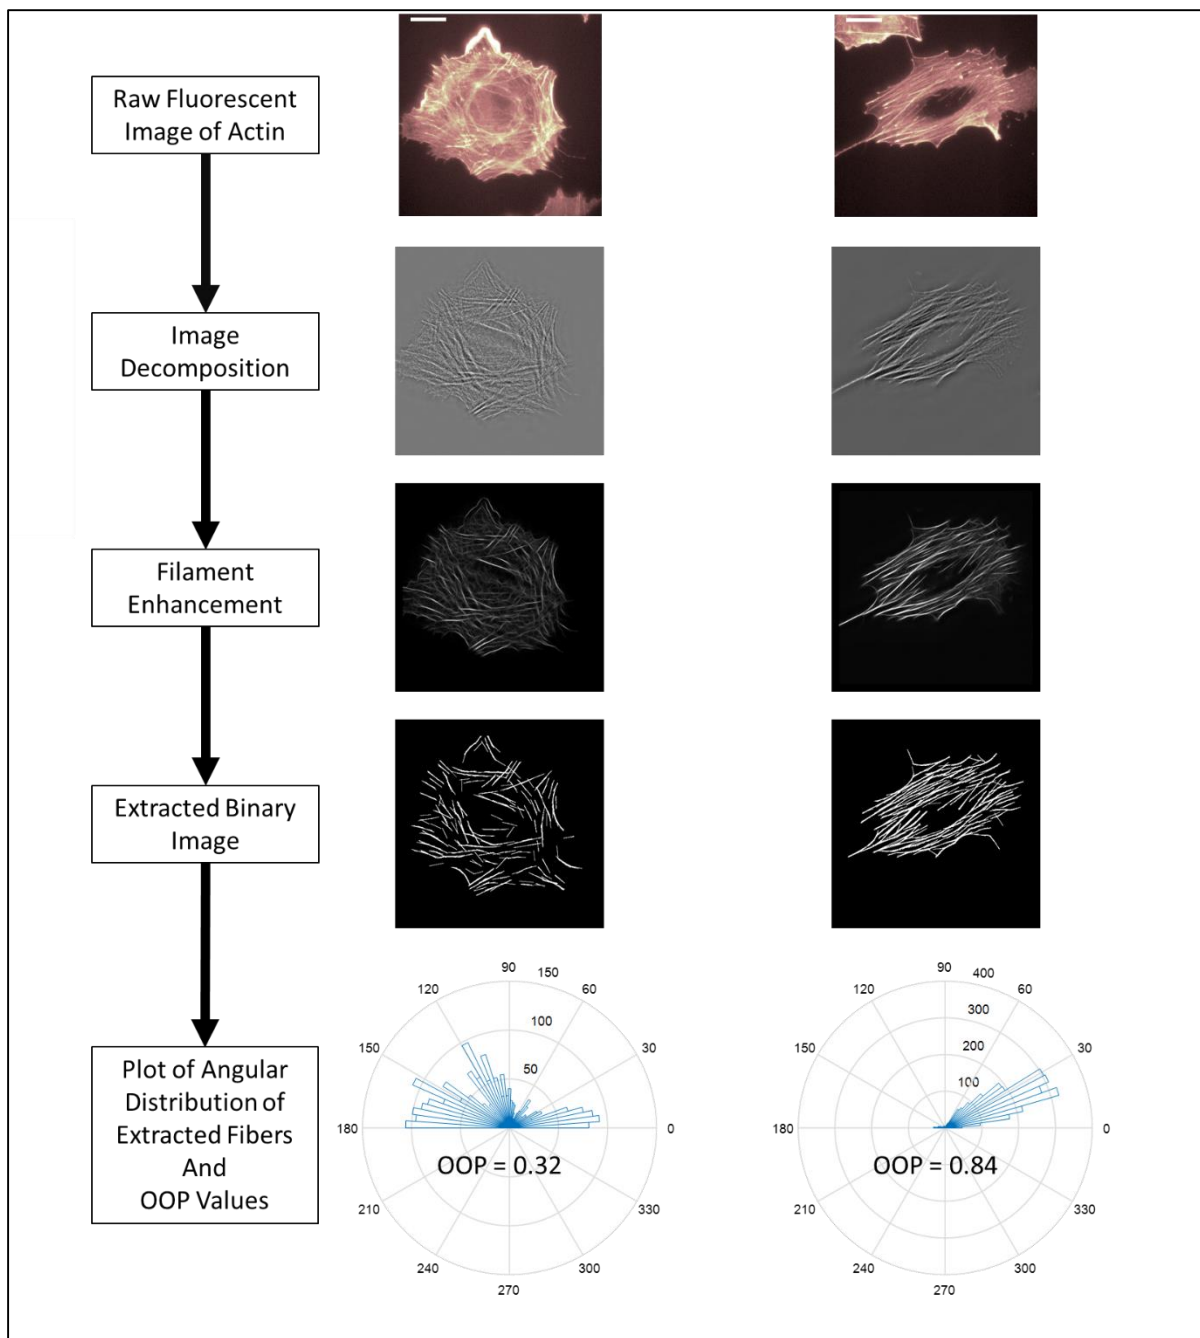 Raw Fluorescent
Image of Actin
Image
Decomposition
Filament
Enhancement
Extracted Binary
Image
Plot of Angular
Distribution of
Extracted Fibers
And
OOP Values
90
150
120
60
100
150
30
50
180
0
OOP = 0.32
210
330
240
300
270
90
400
120
60
300
150
200
30
100
180
0
OOP = 0.84
210
330
240
300
270